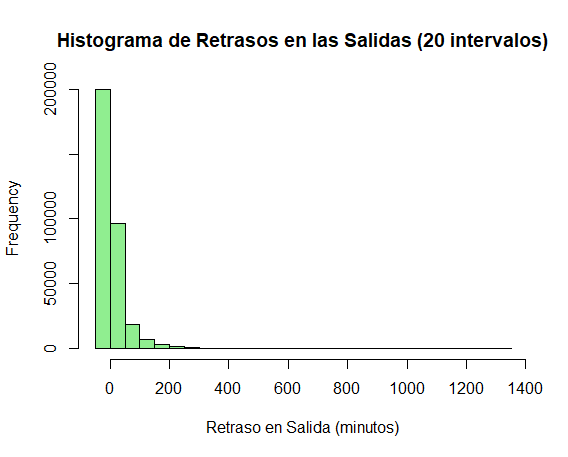 Histograma de Retrasos en las Salidas (20 intervalos)
Frequency
200000
100000
50000
0
0 200 400 600 800 1000 1200 1400
Retraso en Salida (minutos)